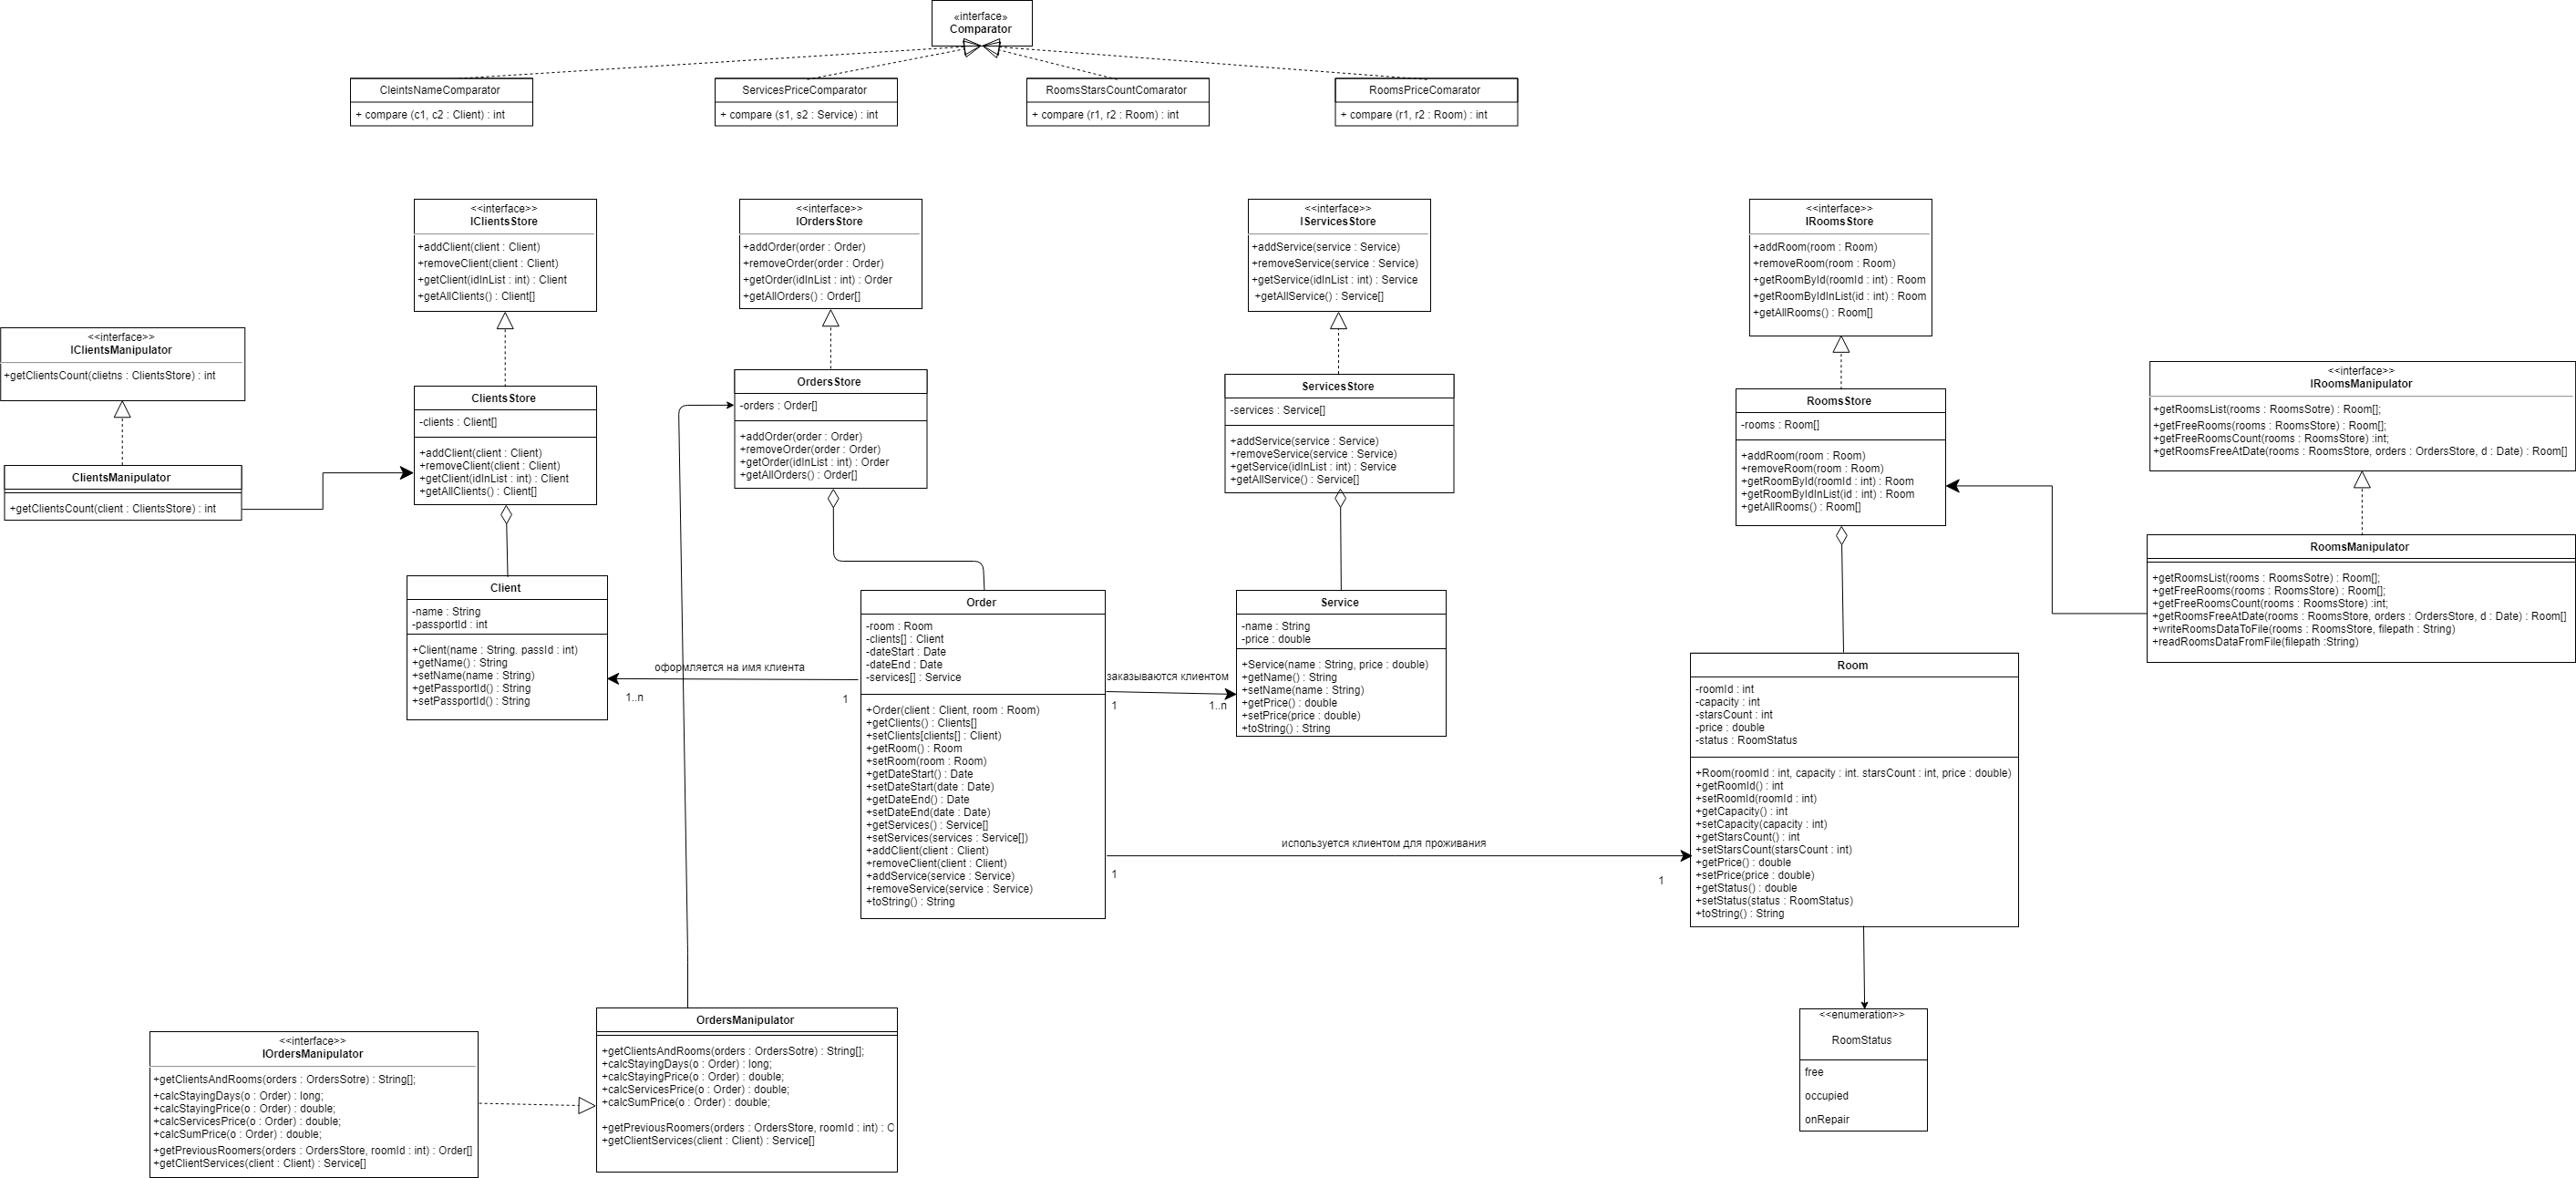 «interface»
Comparator
CleintsNameComparator
+ compare (c1, c2 : Client) : int
ServicesPriceComparator
+ compare (s1, s2 : Service) : int
RoomsStarsCountComarator
+ compare (r1, r2 : Room) : int
RoomsPriceComarator
+ compare (r1, r2 : Room) : int
<<interface>>
IClientsStore
+addClient(client : Client)
+removeClient(client : Client)
+getClient(idInList : int) : Client
+getAllClients() : Client[]
<<interface>>
IOrdersStore
+addOrder(order : Order)
+removeOrder(order : Order)
+getOrder(idInList : int) : Order
+getAllOrders() : Order[]
<<interface>>
IServicesStore
+addService(service : Service)
+removeService(service : Service)
+getService(idInList : int) : Service
+getAllService() : Service[]
<<interface>>
IRoomsStore
+addRoom(room : Room)
+removeRoom(room : Room)
+getRoomById(roomId : int) : Room
+getRoomByIdInList(id : int) : Room
+getAllRooms() : Room[]
<<interface>>
IClientsManipulator
+getClientsCount(clietns : ClientsStore) : int
ClientsManipulator
+getClientsCount(client : ClientsStore) : int
ClientsStore
-clients : Client[]
+addClient(client : Client)
+removeClient(client : Client)
+getClient(idInList : int) : Client
+getAllClients() : Client[]
OrdersStore
-orders : Order[]
+addOrder(order : Order)
+removeOrder(order : Order)
+getOrder(idInList : int) : Order
+getAllOrders() : Order[]
ServicesStore
-services : Service[]
+addService(service : Service)
+removeService(service : Service)
+getService(idInList : int) : Service
+getAllService() : Service[]
RoomsStore
-rooms : Room[]
+addRoom(room : Room)
+removeRoom(room : Room)
+getRoomById(roomId : int) : Room
+getRoomByIdInList(id : int) : Room
+getAllRooms() : Room[]
<<interface>>
IRoomsManipulator
+getRoomsList(rooms : RoomsSotre) : Room[];
+getFreeRooms(rooms : RoomsStore) : Room[];
+getFreeRoomsCount(rooms : RoomsStore) :int;
+getRoomsFreeAtDate(rooms : RoomsStore, orders : OrdersStore, d : Date) : Room[]
RoomsManipulator
+getRoomsList(rooms : RoomsSotre) : Room[];
+getFreeRooms(rooms : RoomsStore) : Room[];
+getFreeRoomsCount(rooms : RoomsStore) :int;
+getRoomsFreeAtDate(rooms : RoomsStore, orders : OrdersStore, d : Date) : Room[]
+writeRoomsDataToFile(rooms : RoomsStore, filepath : String)
+readRoomsDataFromFile(filepath :String)
Client
-name : String
-passportId : int
+Client(name : String. passId : int)
+getName() : String
+setName(name : String)
+getPassportId() : String
+setPassportId() : String
оформляется на имя клиента
1..n
1
Order
-room : Room
-clients[] : Client
-dateStart : Date
-dateEnd : Date
-services[] : Service
+Order(client : Client, room : Room)
+getClients() : Clients[]
+setClients[clients[] : Client)
+getRoom() : Room
+setRoom(room : Room)
+getDateStart() : Date
+setDateStart(date : Date)
+getDateEnd() : Date
+setDateEnd(date : Date)
+getServices() : Service[]
+setServices(services : Service[])
+addClient(client : Client)
+removeClient(client : Client)
+addService(service : Service)
+removeService(service : Service)
+toString() : String
заказываются клиентом
1
1..n
Service
-name : String
-price : double
+Service(name : String, price : double)
+getName() : String
+setName(name : String)
+getPrice() : double
+setPrice(price : double)
+toString() : String
используется клиентом для проживания
1
1
Room
-roomId : int
-capacity : int
-starsCount : int
-price : double
-status : RoomStatus
+Room(roomId : int, capacity : int. starsCount : int, price : double)
+getRoomId() : int
+setRoomId(roomId : int)
+getCapacity() : int
+setCapacity(capacity : int)
+getStarsCount() : int
+setStarsCount(starsCount : int)
+getPrice() : double
+setPrice(price : double)
+getStatus() : double
+setStatus(status : RoomStatus)
+toString() : String
<<interface>>
IOrdersManipulator
+getClientsAndRooms(orders : OrdersSotre) : String[];
+calcStayingDays(o : Order) : long;
+calcStayingPrice(o : Order) : double;
+calcServicesPrice(o : Order) : double;
+calcSumPrice(o : Order) : double;
+getPreviousRoomers(orders : OrdersStore, roomId : int) : Order[]
+getClientServices(client : Client) : Service[]
OrdersManipulator
+getClientsAndRooms(orders : OrdersSotre) : String[];
+calcStayingDays(o : Order) : long;
+calcStayingPrice(o : Order) : double;
+calcServicesPrice(o : Order) : double;
+calcSumPrice(o : Order) : double;
+getPreviousRoomers(orders : OrdersStore, roomId : int) : C
+getClientServices(client : Client) : Service[]
<<enumeration>>
RoomStatus
free
occupied
onRepair